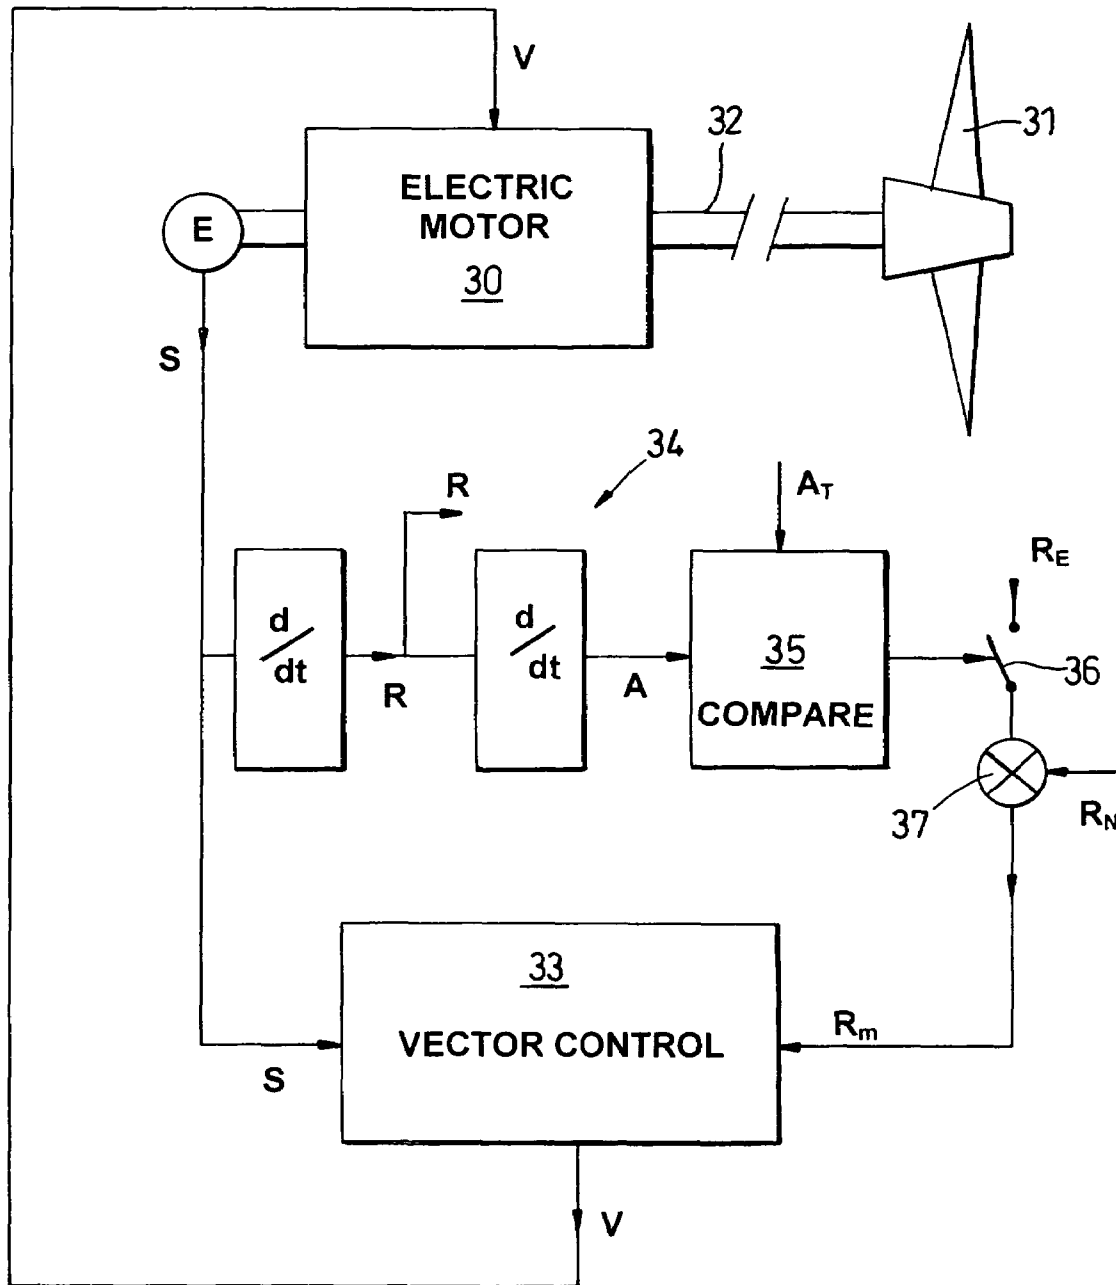 V
32
31
ELECTRIC
MOTOR
30
E
S
34
R
A_T
R_E
d/dt
R
d/dt
A
35
COMPARE
36
37
R_N
33
VECTOR CONTROL
R_m
S
V